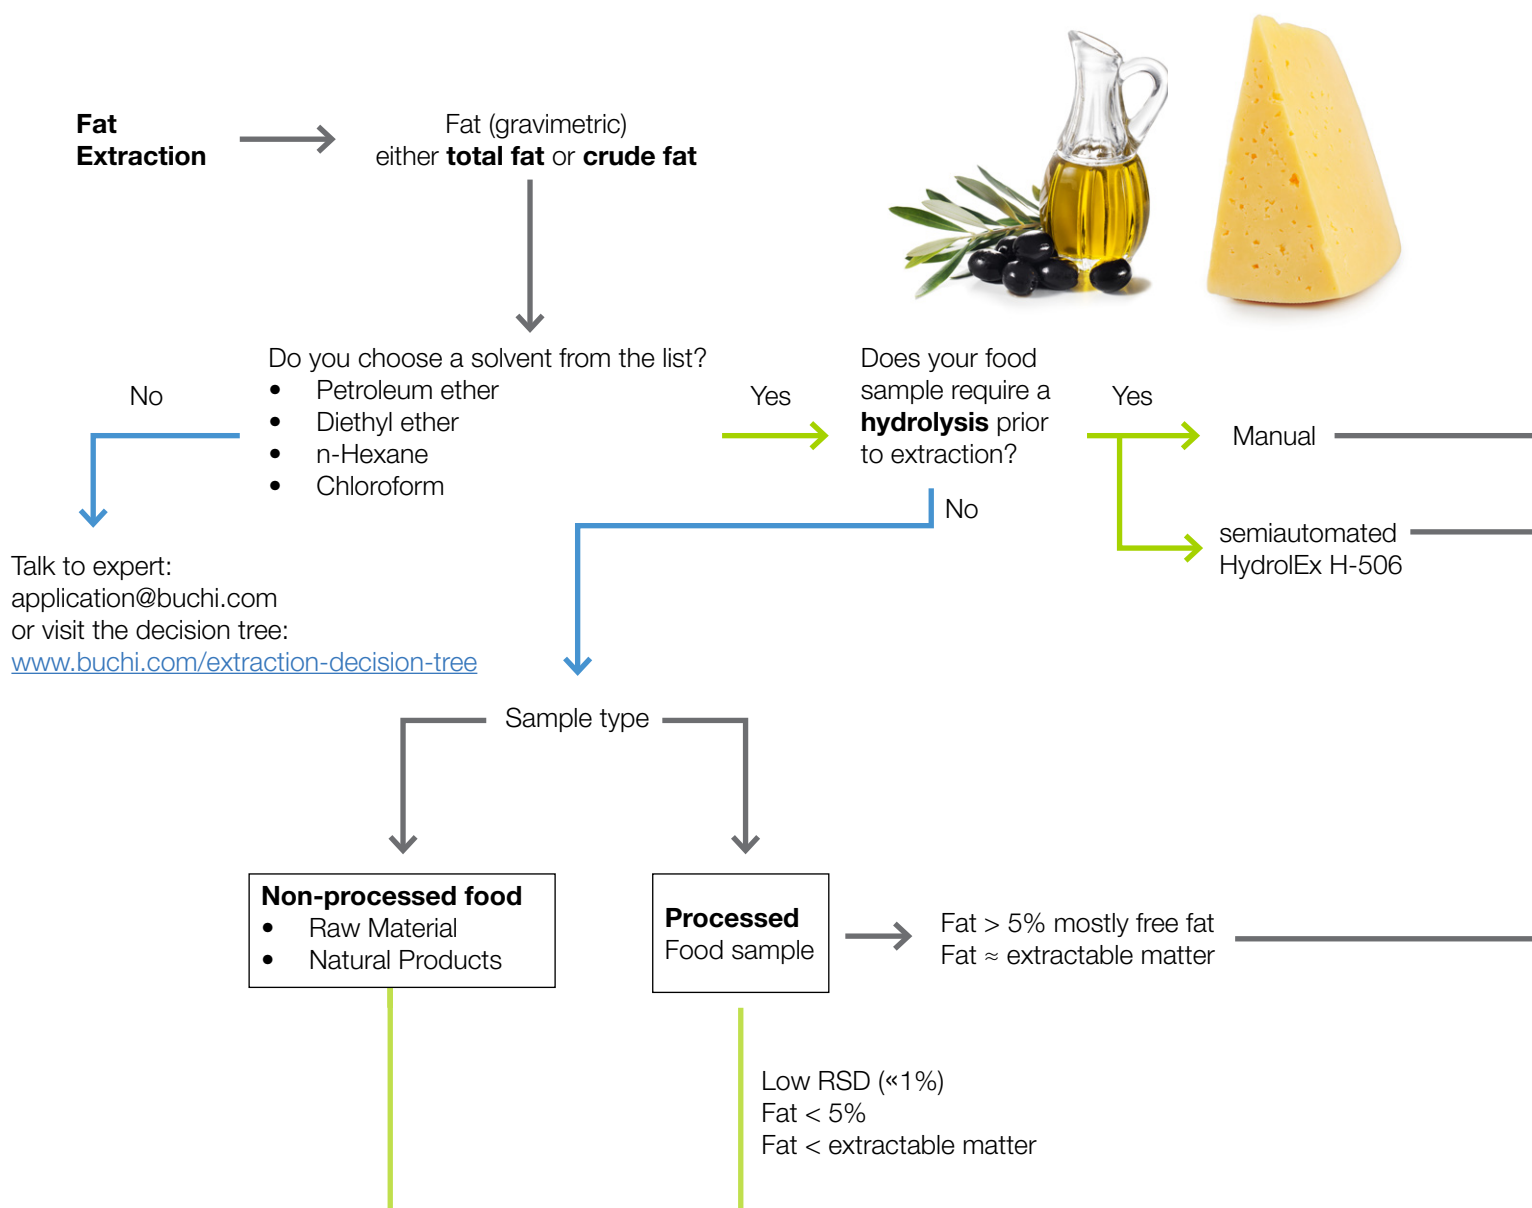 Fat
Extraction
Fat (gravimetric)
either total fat or crude fat
Do you choose a solvent from the list?
• Petroleum ether
• Diethyl ether
• n-Hexane
• Chloroform
No
Yes
Talk to expert:
application@buchi.com
or visit the decision tree:
www.buchi.com/extraction-decision-tree
Does your food
sample require a
hydrolysis prior
to extraction?
Yes
No
Manual
semiautomated
HydrolEx H-506
Sample type
Non-processed food
• Raw Material
• Natural Products
Processed
Food sample
Fat > 5% mostly free fat
Fat ≈ extractable matter
Low RSD («1%)
Fat < 5%
Fat < extractable matter